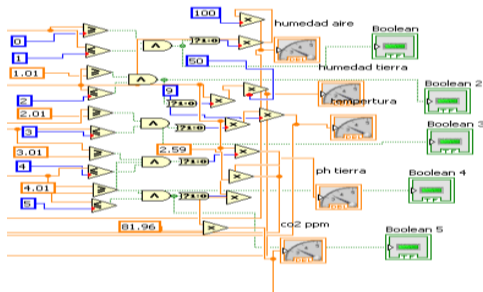 100
humedad aire
Boolean
0
1
50
humedad tierra
1.01
Boolean 2
9
2
tempertura
2.01
Boolean 3
3
2.59
3.01
4
ph tierra
Boolean 4
4.01
5
81.96
co2 ppm
Boolean 5